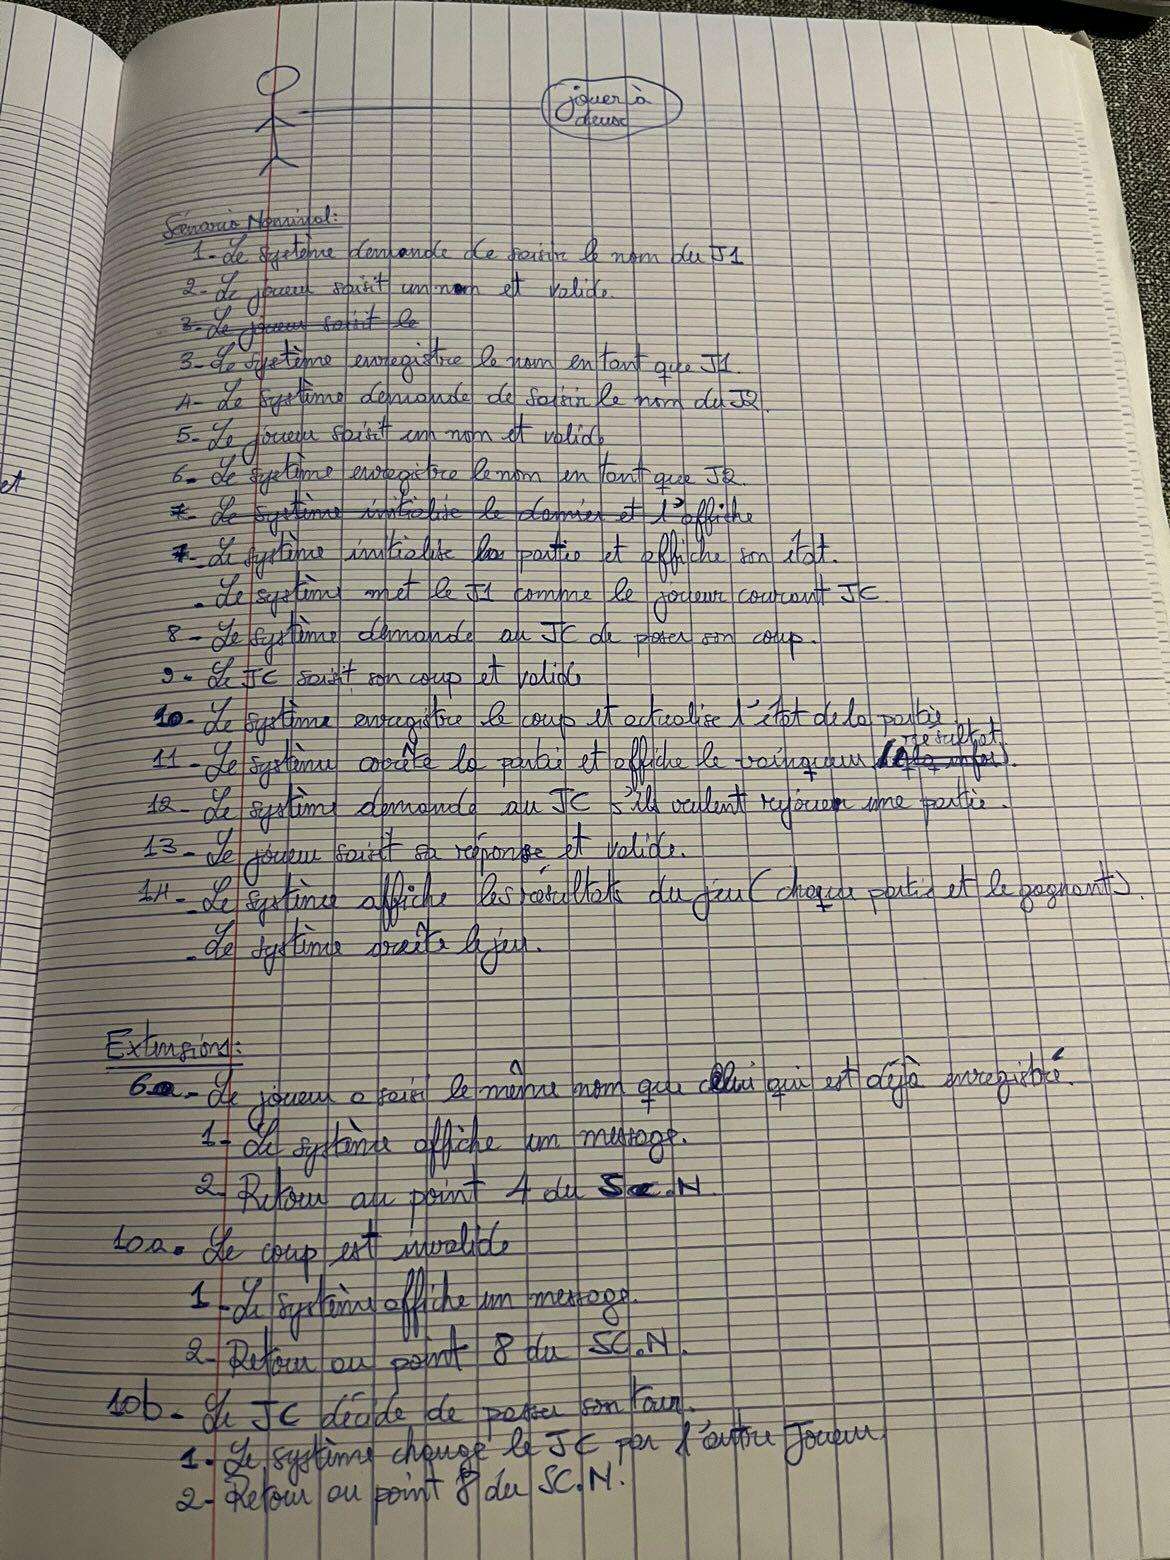 jouer à
deux
Scénario Nominal:
1- Le système demande de saisir le nom du J1
2- Le joueur saisit un nom et valide.
3- Le joueur saisit le
3- Le système enregistre le nom en tant que J1.
4- Le système demande de saisir le nom du J2.
5- Le joueur saisit un nom et valide
6- Le système enregistre le nom en tant que J2.
7- Le système initialise le damier et l'affiche
7- Le système initialise la partie et affiche son état.
- Le système met le J1 comme le joueur courant JC.
8- Le système demande au JC de poser son coup.
9- Le JC saisit son coup et valide
10- Le système enregistre le coup et actualise l'état de la partie.
résultat
11- Le système arrête la partie et affiche le vainqueur
12- Le système demande au JC s'ils veulent rejouer une partie.
13- Le joueur saisit sa réponse et valide.
14- Le système affiche les résultats du jeu (chaque partie et le gagnant).
- Le système arrête le jeu.
et
Extensions:
6a- Le joueur a saisi le même nom que celui qui est déjà enregistré.
1- Le système affiche un message.
2- Retour au point 4 du SC.N
10a. Le coup est invalide
1- Le système affiche un message.
2- Retour au point 8 du SC.N.
10b- Le JC décide de passer son tour.
1- Le système change le JC par l'autre Joueur
2- Retour au point 8 du SC.N.